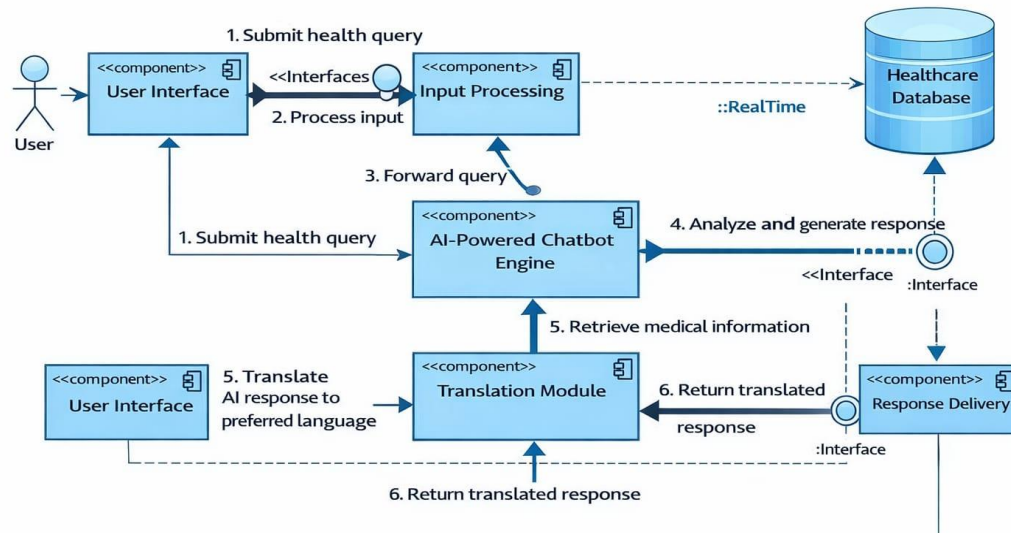 1. Submit health query
<<component>>
User Interface
<<Interfaces
2. Process input
<<component>>
Input Processing
::RealTime
Healthcare
Database
User
3. Forward query
1. Submit health query
<<component>>
AI-Powered Chatbot
Engine
4. Analyze and generate response
<<Interface
:Interface
5. Retrieve medical information
<<component>>
User Interface
5. Translate
AI response to
preferred language
<<component>>
Translation Module
6. Return translated
response
:Interface
<<component>>
Response Delivery
6. Return translated response